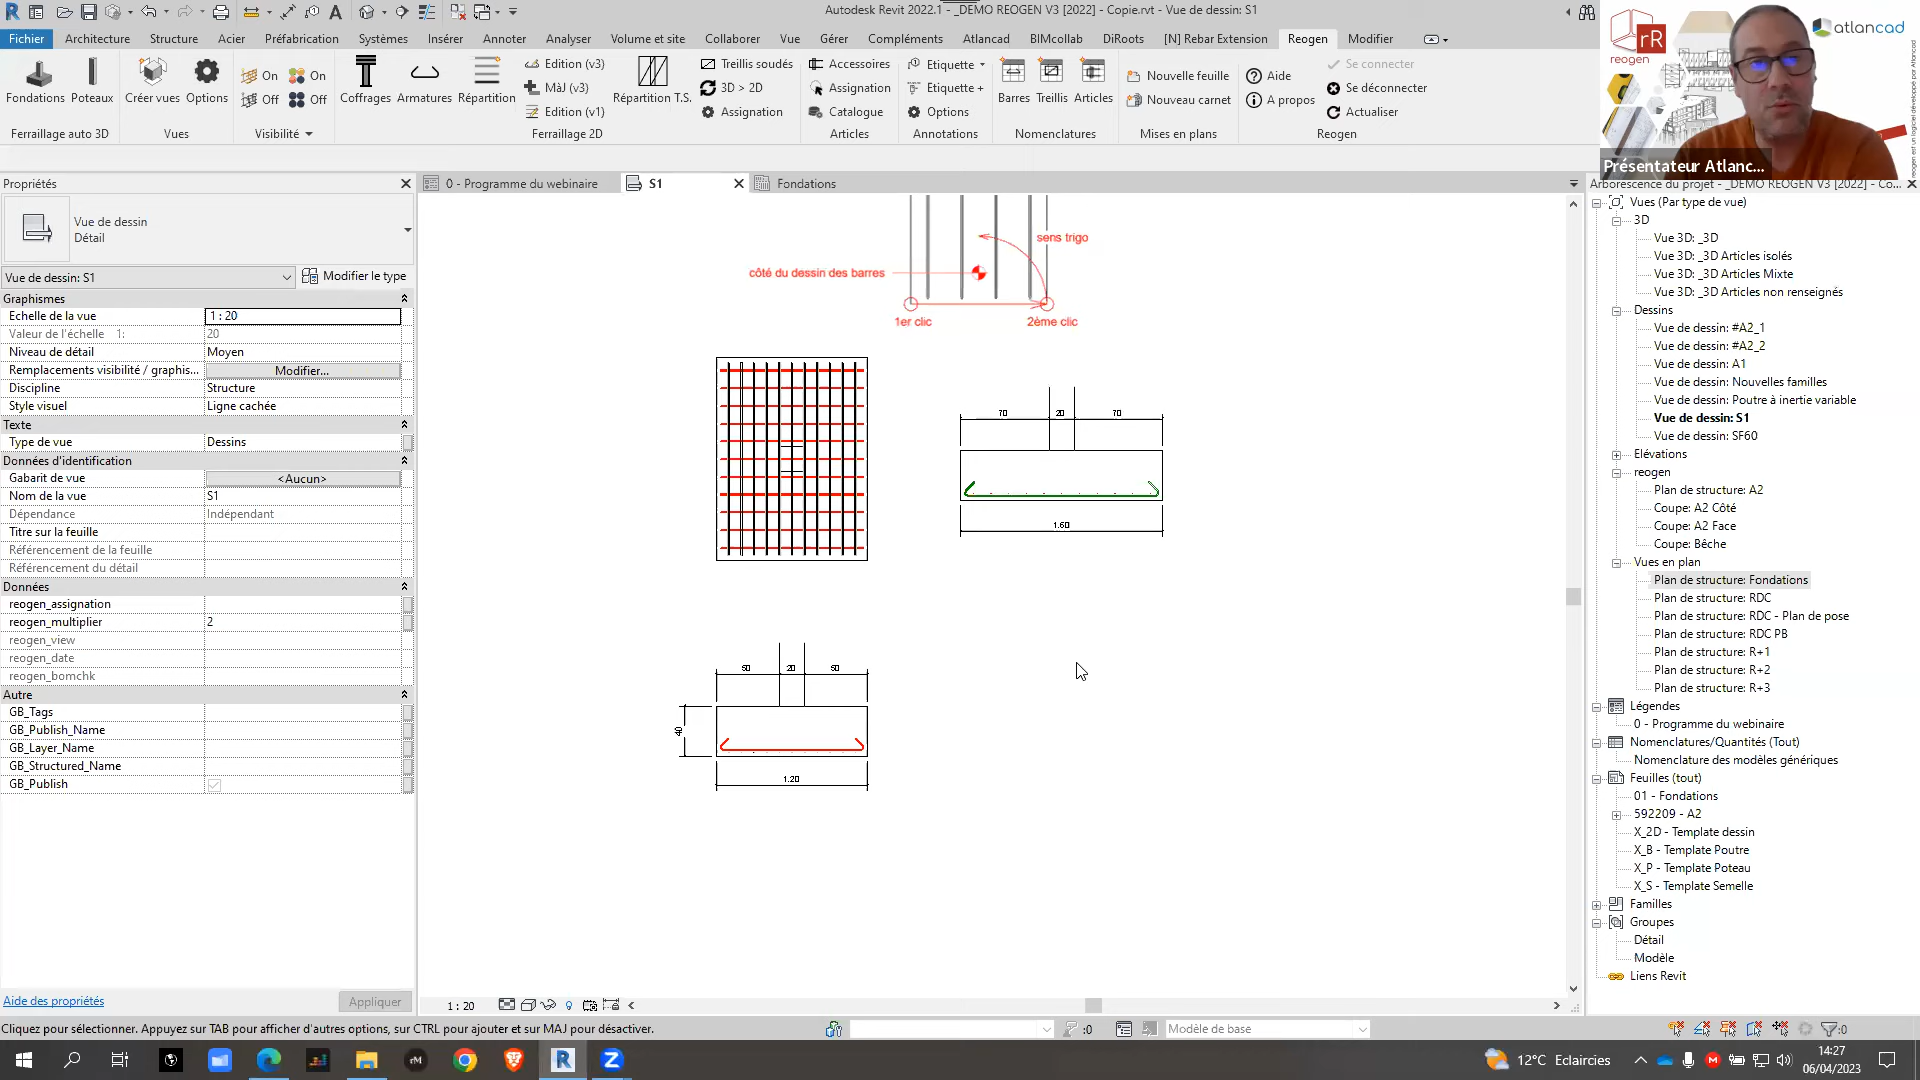 Autodesk Revit 2022.1 - _DEMO REOGEN V3 [2022] - Copie.rvt - Vue de dessin: S1
Fichier Architecture Structure Acier Préfabrication Systèmes Insérer Annoter Analyser Volume et site Collaborer Vue Gérer Compléments Atlancad BIMcollab DiRoots [N] Rebar Extension Reogen Modifier
Fondations Poteaux
Ferraillage auto 3D
Créer vues Options
Vues
On On
Off Off
Visibilité
Coffrages Armatures Répartition
Edition (v3)
MàJ (v3)
Edition (v1)
Répartition T.S.
Treillis soudés
3D > 2D
Assignation
Ferraillage 2D
Accessoires
Assignation
Catalogue
Articles
Etiquette
Etiquette +
Options
Annotations
Barres Treillis Articles
Nomenclatures
Nouvelle feuille
Nouveau carnet
Mises en plans
Aide
A propos
Se connecter
Se déconnecter
Actualiser
Reogen
rR
reogen
atlancad
reogen est un logiciel développé par Atlancad
Présentateur Atlanc...
Propriétés
Vue de dessin
Détail
Vue de dessin: S1 Modifier le type
Graphismes
Echelle de la vue 1 : 20
Valeur de l'échelle 1: 20
Niveau de détail Moyen
Remplacements visibilité / graphis... Modifier...
Discipline Structure
Style visuel Ligne cachée
Texte
Type de vue Dessins
Données d'identification
Gabarit de vue <Aucun>
Nom de la vue S1
Dépendance Indépendant
Titre sur la feuille
Référencement de la feuille
Référencement du détail
Données
reogen_assignation
reogen_multiplier 2
reogen_view
reogen_date
reogen_bomchk
Autre
GB_Tags
GB_Publish_Name
GB_Layer_Name
GB_Structured_Name
GB_Publish
Aide des propriétés Appliquer
0 - Programme du webinaire S1 Fondations
sens trigo
côté du dessin des barres
1er clic 2ème clic
70 20 70
1.60
50 20 50
40
1.20
1 : 20
Arborescence du projet - _DEMO REOGEN V3 [2022] - Co...
Vues (Par type de vue)
3D
Vue 3D: _3D
Vue 3D: _3D Articles isolés
Vue 3D: _3D Articles Mixte
Vue 3D: _3D Articles non renseignés
Dessins
Vue de dessin: #A2_1
Vue de dessin: #A2_2
Vue de dessin: A1
Vue de dessin: Nouvelles familles
Vue de dessin: Poutre à inertie variable
Vue de dessin: S1
Vue de dessin: SF60
Elévations
reogen
Plan de structure: A2
Coupe: A2 Côté
Coupe: A2 Face
Coupe: Bêche
Vues en plan
Plan de structure: Fondations
Plan de structure: RDC
Plan de structure: RDC - Plan de pose
Plan de structure: RDC PB
Plan de structure: R+1
Plan de structure: R+2
Plan de structure: R+3
Légendes
0 - Programme du webinaire
Nomenclatures/Quantités (Tout)
Nomenclature des modèles génériques
Feuilles (tout)
01 - Fondations
592209 - A2
X_2D - Template dessin
X_B - Template Poutre
X_P - Template Poteau
X_S - Template Semelle
Familles
Groupes
Détail
Modèle
Liens Revit
Cliquez pour sélectionner. Appuyez sur TAB pour afficher d'autres options, sur CTRL pour ajouter et sur MAJ pour désactiver.
:0 Modèle de base :0
12°C Eclaircies
14:27
06/04/2023